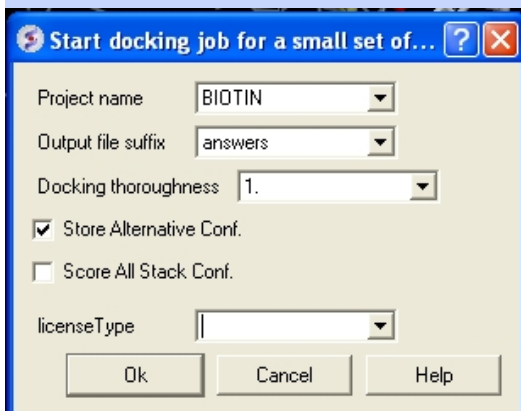 Start docking job for a small set of...
Project name BIOTIN
Output file suffix answers
Docking thoroughness 1.
Store Alternative Conf.
Score All Stack Conf.
licenseType
Ok Cancel Help